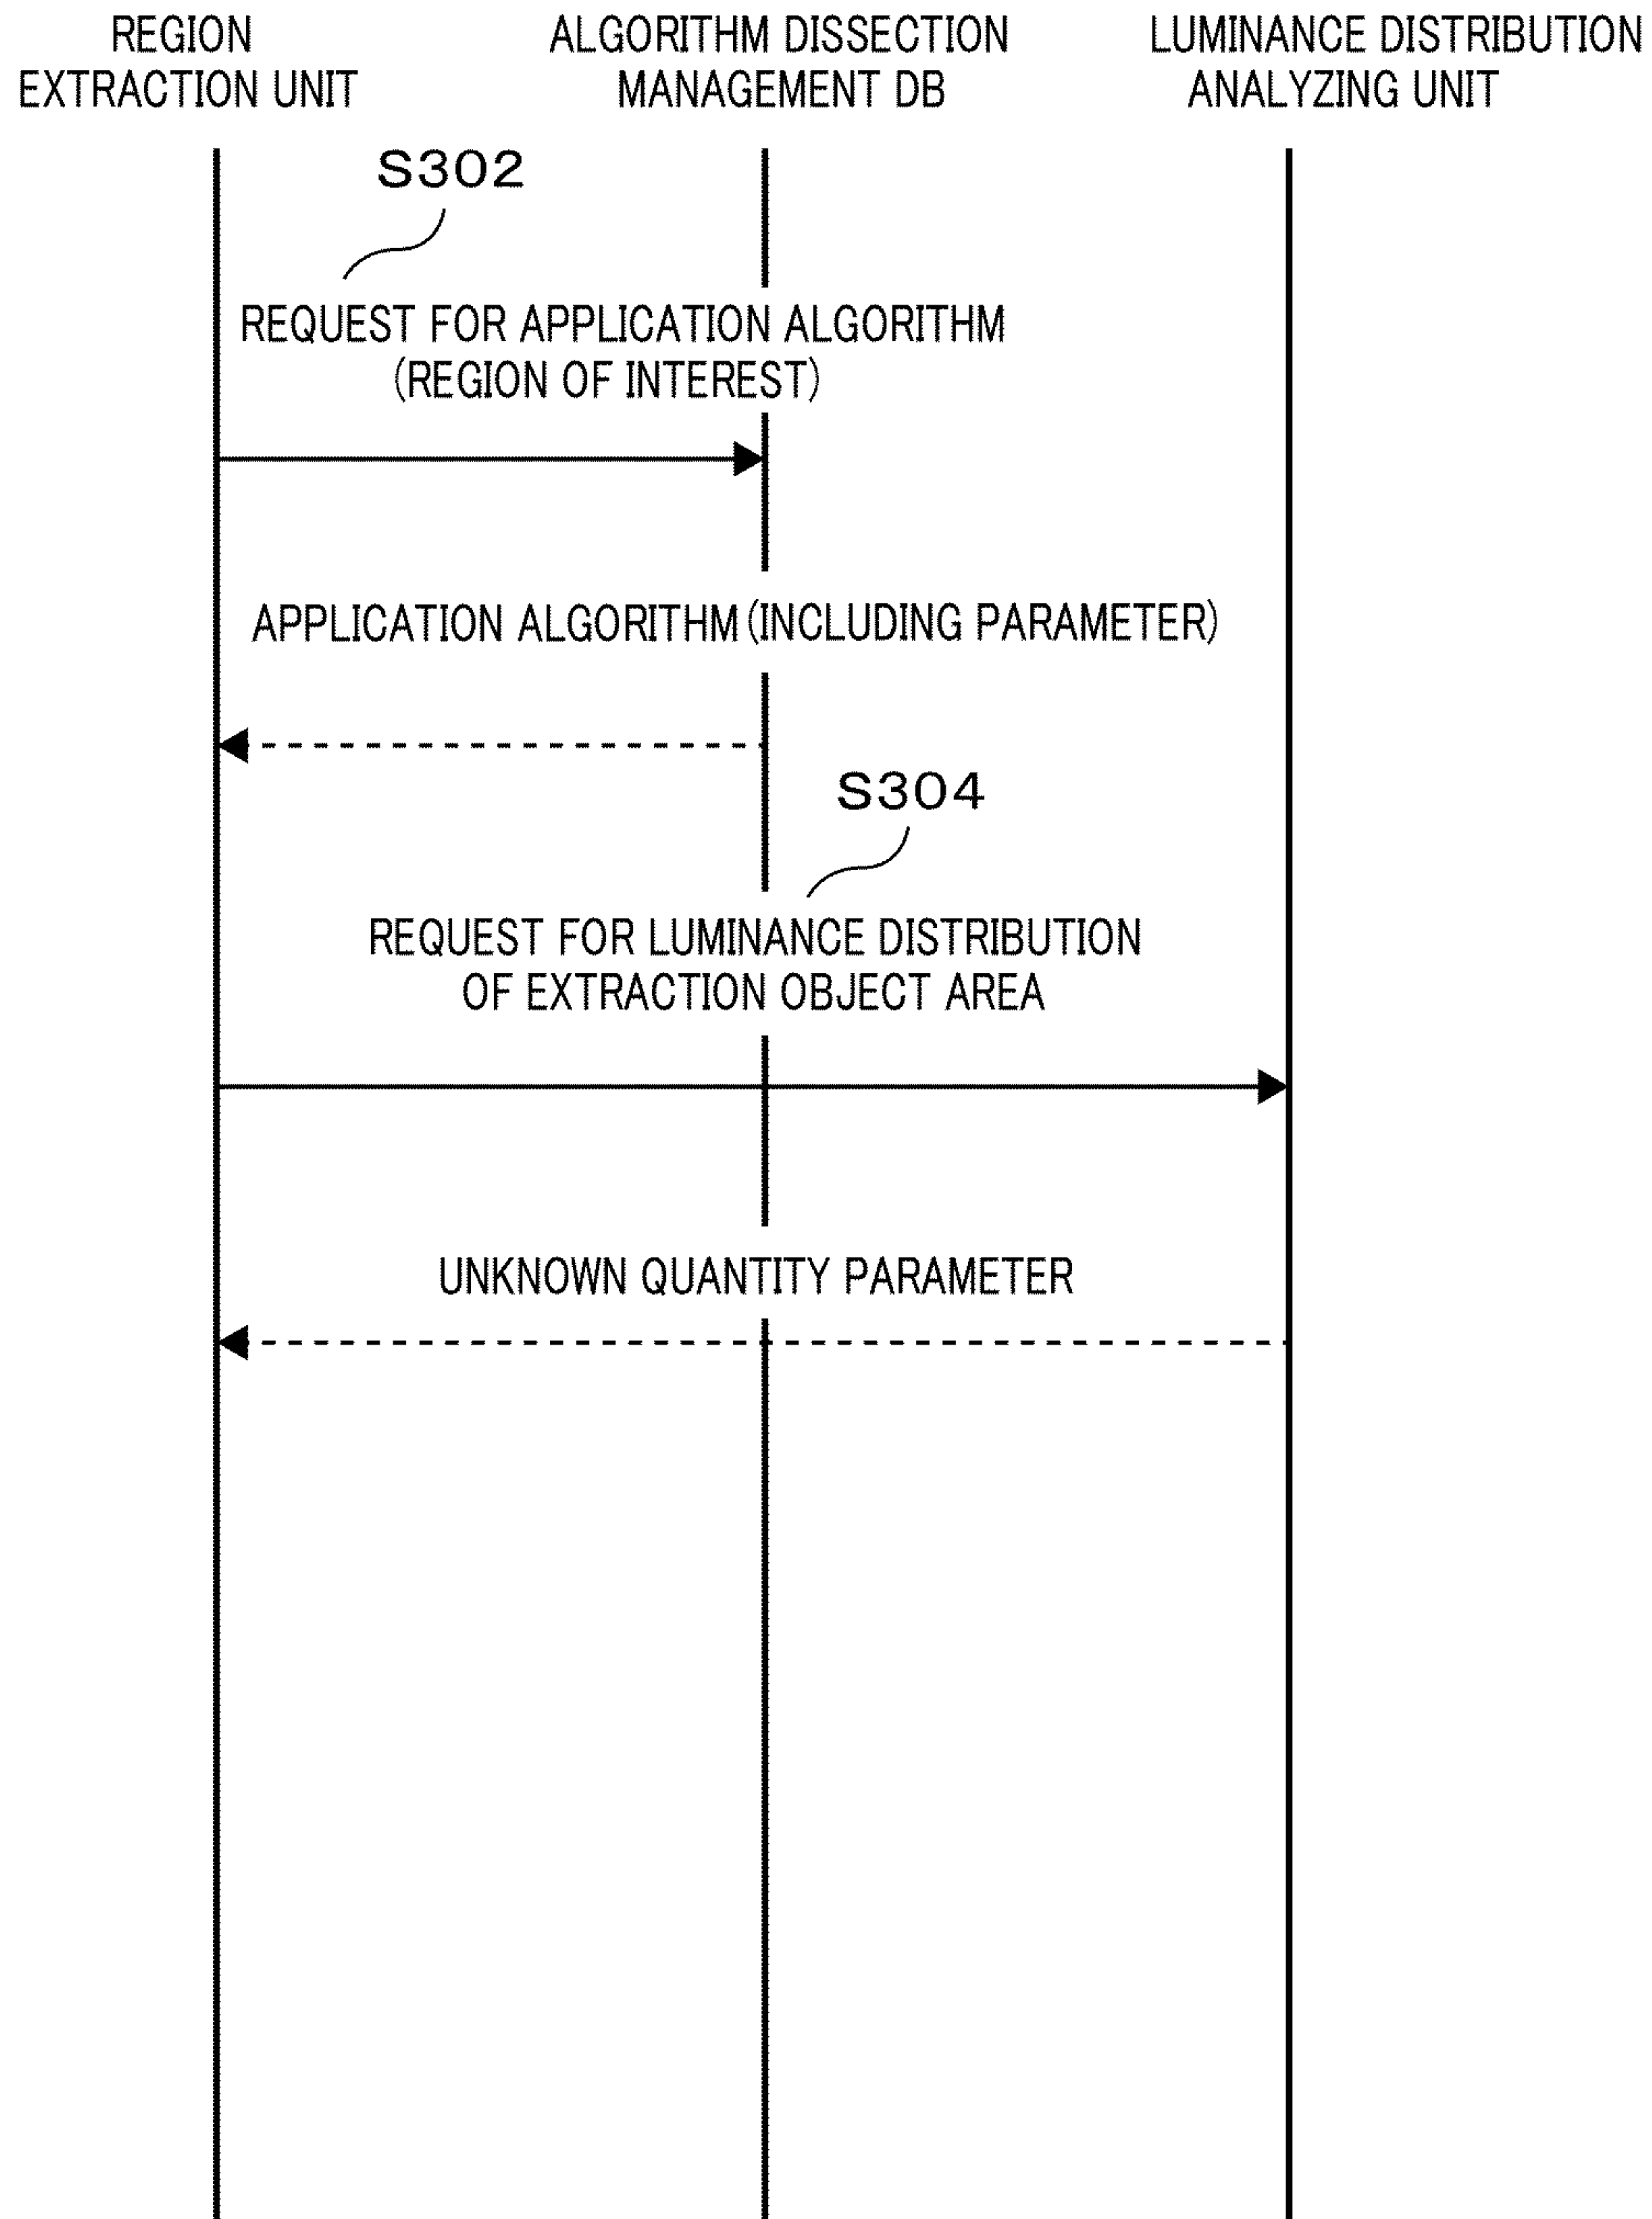 REGION
EXTRACTION UNIT
ALGORITHM DISSECTION
MANAGEMENT DB
LUMINANCE DISTRIBUTION
ANALYZING UNIT
S302
REQUEST FOR APPLICATION ALGORITHM
(REGION OF INTEREST)
APPLICATION ALGORITHM (INCLUDING PARAMETER)
S304
REQUEST FOR LUMINANCE DISTRIBUTION
OF EXTRACTION OBJECT AREA
UNKNOWN QUANTITY PARAMETER